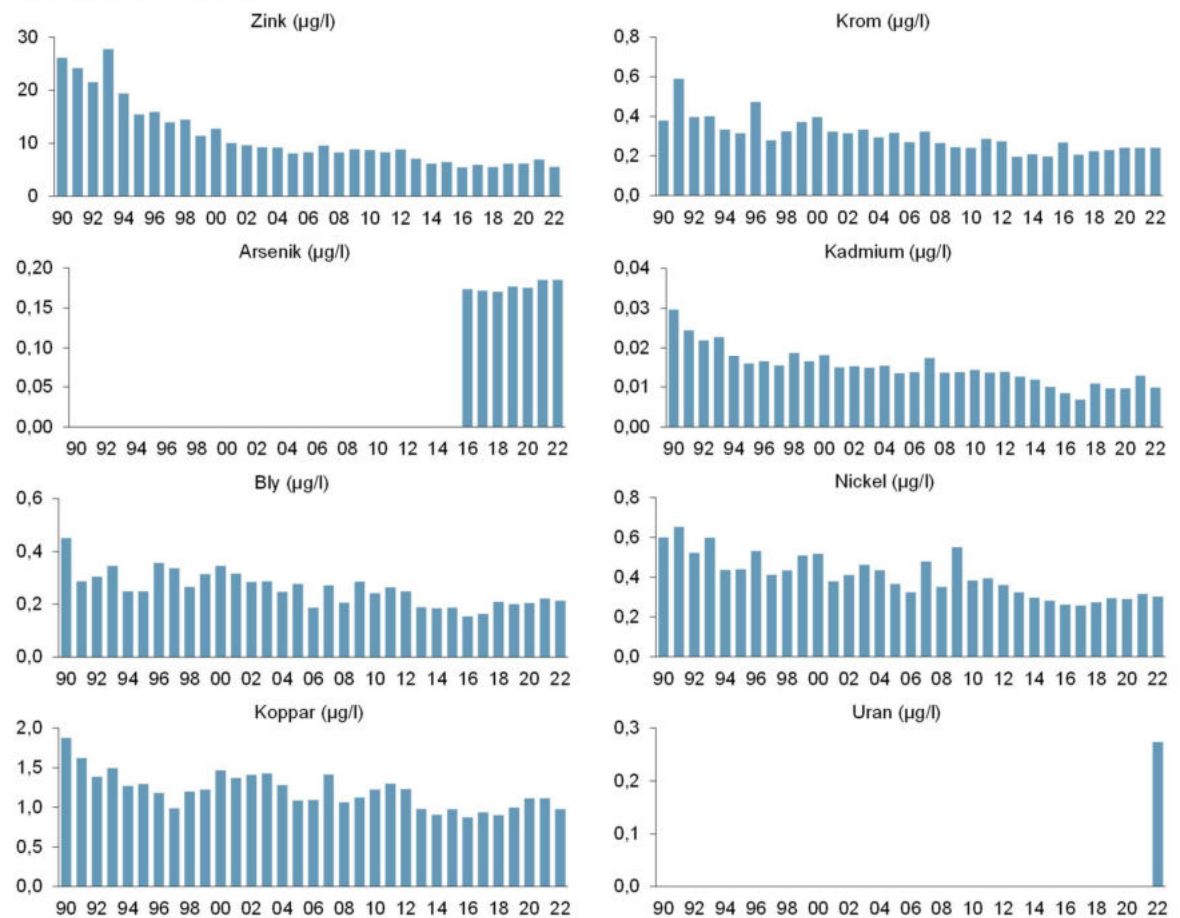 Zink (µg/l)
30
20
10
0
90 92 94 96 98 00 02 04 06 08 10 12 14 16 18 20 22
Krom (µg/l)
0,8
0,6
0,4
0,2
0,0
90 92 94 96 98 00 02 04 06 08 10 12 14 16 18 20 22
Arsenik (µg/l)
0,20
0,15
0,10
0,05
0,00
90 92 94 96 98 00 02 04 06 08 10 12 14 16 18 20 22
Kadmium (µg/l)
0,04
0,03
0,02
0,01
0,00
90 92 94 96 98 00 02 04 06 08 10 12 14 16 18 20 22
Bly (µg/l)
0,6
0,4
0,2
0,0
90 92 94 96 98 00 02 04 06 08 10 12 14 16 18 20 22
Nickel (µg/l)
0,8
0,6
0,4
0,2
0,0
90 92 94 96 98 00 02 04 06 08 10 12 14 16 18 20 22
Koppar (µg/l)
2,0
1,5
1,0
0,5
0,0
90 92 94 96 98 00 02 04 06 08 10 12 14 16 18 20 22
Uran (µg/l)
0,3
0,2
0,1
0,0
90 92 94 96 98 00 02 04 06 08 10 12 14 16 18 20 22